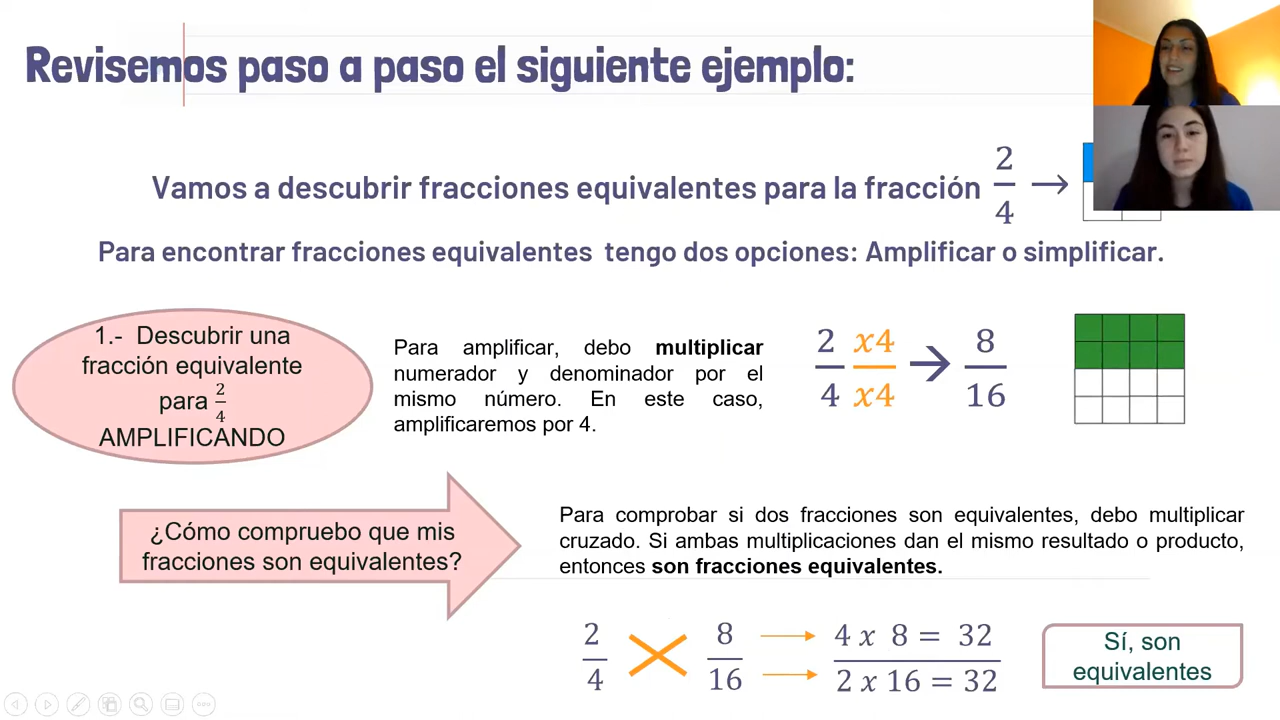 Revisemos paso a paso el siguiente ejemplo:
Vamos a descubrir fracciones equivalentes para la fracción 2/4 →
Para encontrar fracciones equivalentes tengo dos opciones: Amplificar o simplificar.
1.- Descubrir una
fracción equivalente
para 2/4
AMPLIFICANDO
Para amplificar, debo multiplicar
numerador y denominador por el
mismo número. En este caso,
amplificaremos por 4.
2 x4 → 8
4 x4 16
¿Cómo compruebo que mis
fracciones son equivalentes?
Para comprobar si dos fracciones son equivalentes, debo multiplicar
cruzado. Si ambas multiplicaciones dan el mismo resultado o producto,
entonces son fracciones equivalentes.
2 8 → 4 x 8 = 32
4 16 → 2 x 16 = 32
Sí, son
equivalentes